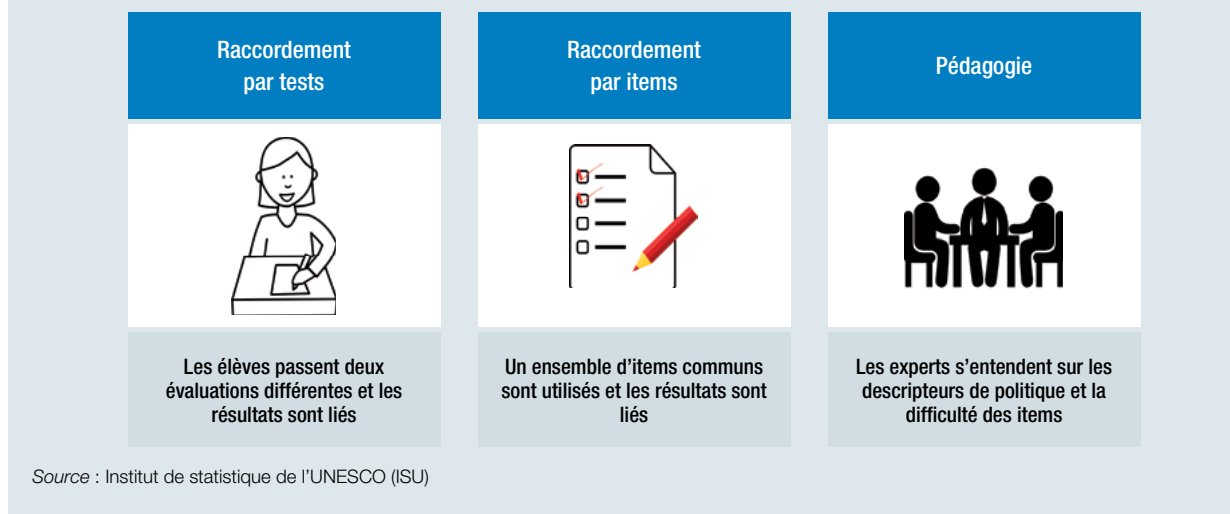 Raccordement
par tests
Raccordement
par items
Pédagogie
Les élèves passent deux
évaluations différentes et les
résultats sont liés
Un ensemble d’items communs
sont utilisés et les résultats sont
liés
Les experts s’entendent sur les
descripteurs de politique et la
difficulté des items
Source : Institut de statistique de l’UNESCO (ISU)